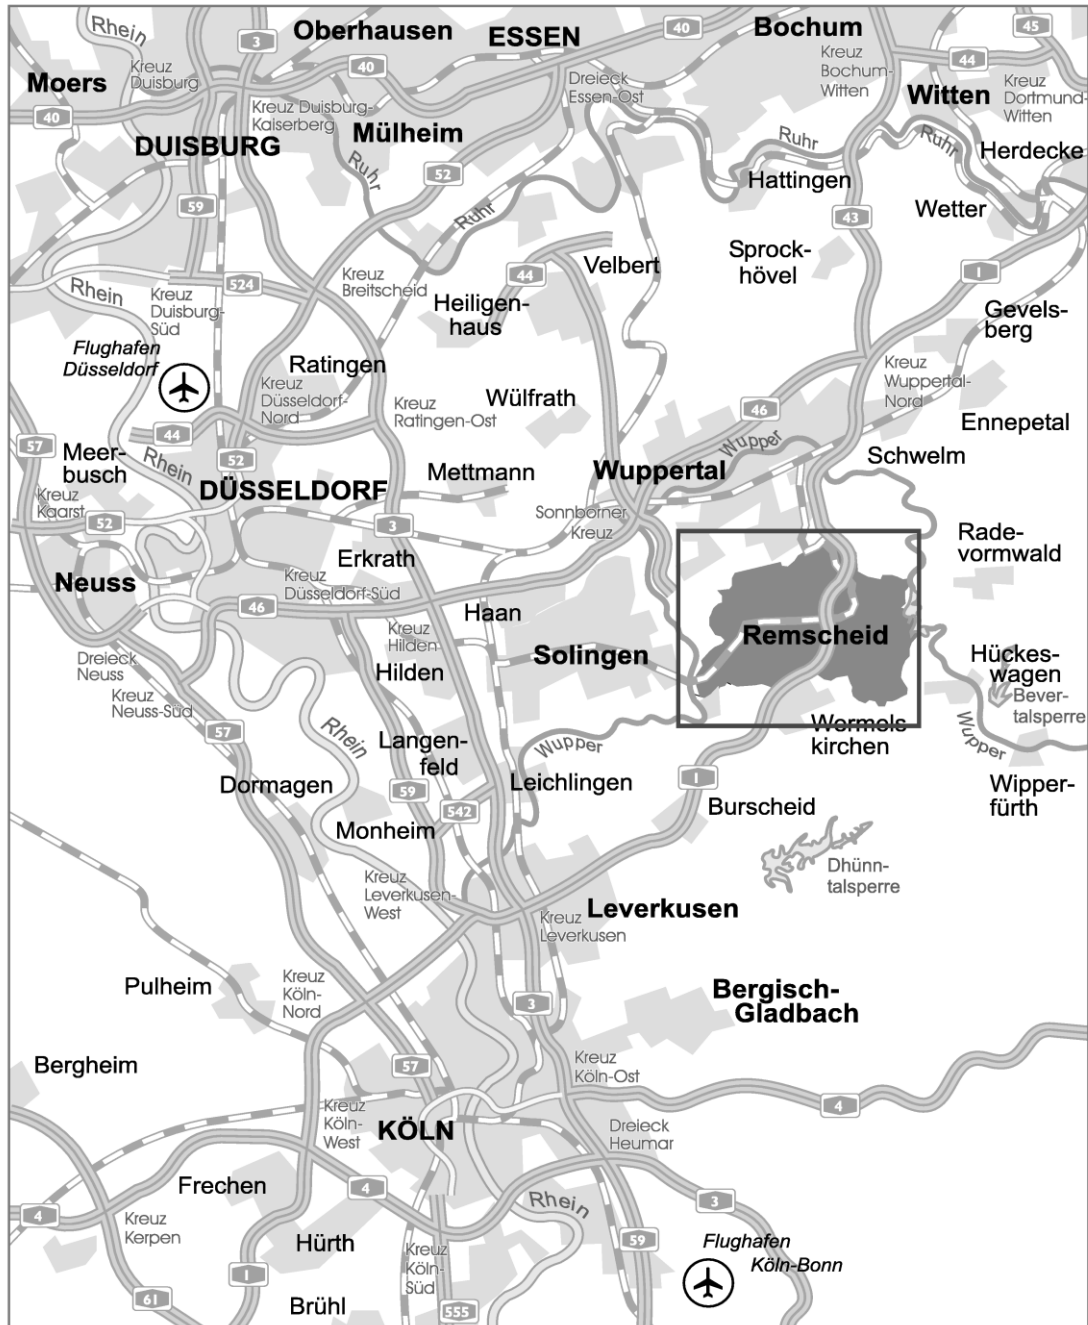 Rhein
3
Oberhausen
ESSEN
40
Bochum
45
Kreuz
Duisburg
Moers
40
Kreuz
Bochum-
Witten
44
Dreieck
Essen-Ost
Kreuz
Dortmund-
Witten
Witten
40
Kreuz Duisburg-
Kaiserberg
Mülheim
DUISBURG
Ruhr
Ruhr
Ruhr
Herdecke
52
Hattingen
59
Ruhr
43
Wetter
Sprock-
hövel
Velbert
44
1
Kreuz
Breitscheid
524
Rhein
Kreuz
Duisburg-
Süd
Heiligen-
haus
Gevels-
berg
Flughafen
Düsseldorf
Ratingen
Kreuz
Düsseldorf-
Nord
Kreuz
Wuppertal-
Nord
Wülfrath
Kreuz
Ratingen-Ost
46
Ennepetal
57
44
Meer-
busch
Rhein
52
Wupper
Schwelm
Mettmann
Wuppertal
DÜSSELDORF
Kreuz
Kaarst
52
3
Sonnborner
Kreuz
Rade-
vormwald
Erkrath
Neuss
Kreuz
Düsseldorf-Süd
46
Haan
Kreuz
Hilden
Remscheid
Solingen
Dreieck
Neuss
Hilden
Hückes-
wagen
Kreuz
Neuss-Süd
Bever-
talsperre
57
Rhein
Wermels
kirchen
Wupper
Langen-
feld
Wupper
Dormagen
Leichlingen
1
Wipper-
fürth
59
542
Burscheid
Monheim
Dhünn-
talsperre
Kreuz
Leverkusen-
West
Leverkusen
Kreuz
Leverkusen
Pulheim
Kreuz
Köln-
Nord
3
Bergisch-
Gladbach
Bergheim
57
Kreuz
Köln-Ost
4
Kreuz
Köln-
West
KÖLN
Dreieck
Heumar
Frechen
4
Rhein
3
4
Kreuz
Kerpen
Hürth
Kreuz
Köln-
Süd
59
Flughafen
Köln-Bonn
1
61
Brühl
555